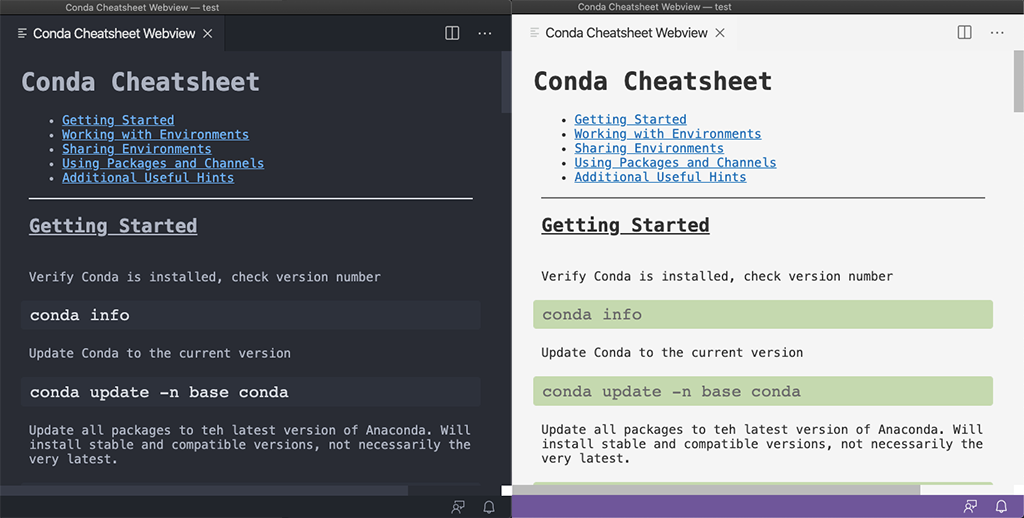 Conda Cheatsheet Webview — test
Conda Cheatsheet Webview
Conda Cheatsheet
Getting Started
Working with Environments
Sharing Environments
Using Packages and Channels
Additional Useful Hints
Getting Started
Verify Conda is installed, check version number
conda info
Update Conda to the current version
conda update -n base conda
Update all packages to teh latest version of Anaconda. Will
install stable and compatible versions, not necessarily the
very latest.
Conda Cheatsheet Webview — test
Conda Cheatsheet Webview
Conda Cheatsheet
Getting Started
Working with Environments
Sharing Environments
Using Packages and Channels
Additional Useful Hints
Getting Started
Verify Conda is installed, check version number
conda info
Update Conda to the current version
conda update -n base conda
Update all packages to teh latest version of Anaconda. Will
install stable and compatible versions, not necessarily the
very latest.